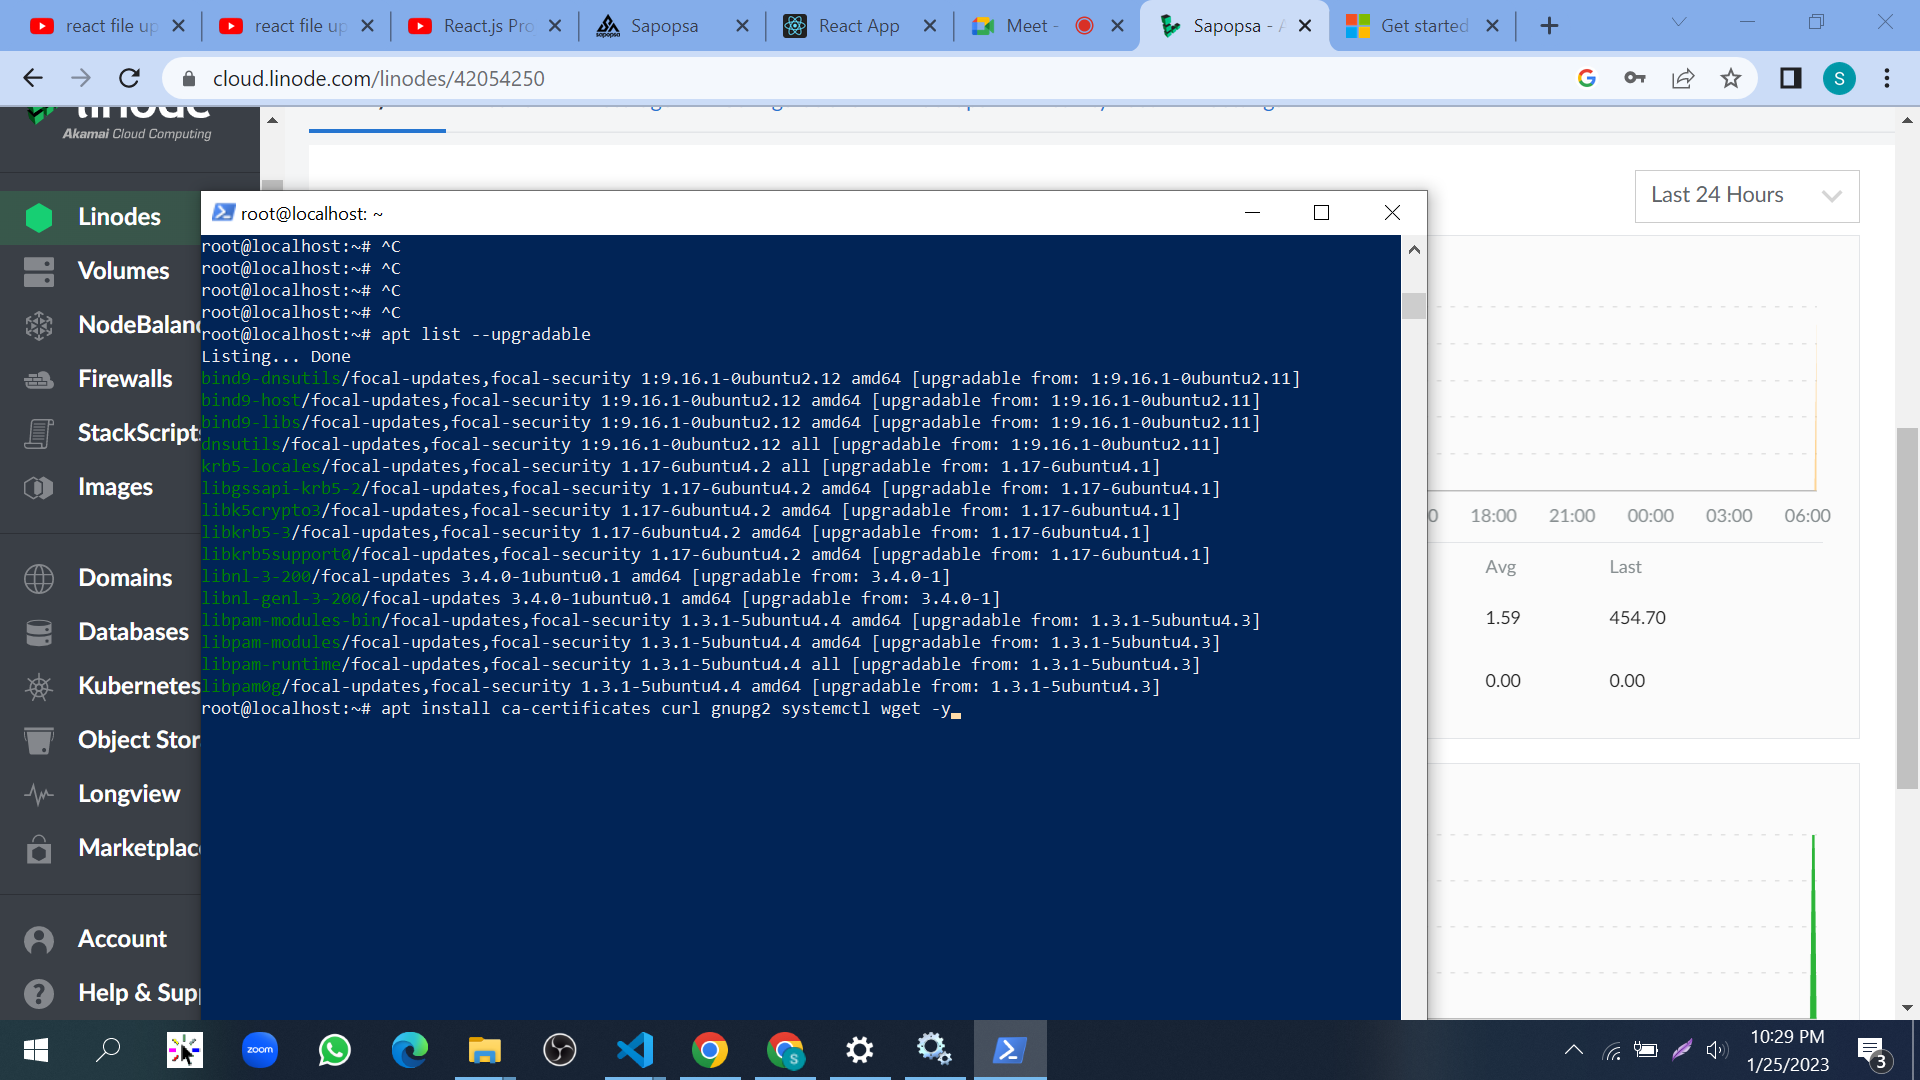 react file up
react file up
React.js Pro
Sapopsa
React App
Meet -
Sapopsa - A
Get started
cloud.linode.com/linodes/42054250
S
linode
Akamai Cloud Computing
Linodes
Volumes
NodeBalanc
Firewalls
StackScripts
Images
Domains
Databases
Kubernetes
Object Stor
Longview
Marketplac
Account
Help & Supp
Last 24 Hours
root@localhost: ~
root@localhost:~# ^C
root@localhost:~# ^C
root@localhost:~# ^C
root@localhost:~# ^C
root@localhost:~# apt list --upgradable
Listing... Done
bind9-dnsutils/focal-updates,focal-security 1:9.16.1-0ubuntu2.12 amd64 [upgradable from: 1:9.16.1-0ubuntu2.11]
bind9-host/focal-updates,focal-security 1:9.16.1-0ubuntu2.12 amd64 [upgradable from: 1:9.16.1-0ubuntu2.11]
bind9-libs/focal-updates,focal-security 1:9.16.1-0ubuntu2.12 amd64 [upgradable from: 1:9.16.1-0ubuntu2.11]
dnsutils/focal-updates,focal-security 1:9.16.1-0ubuntu2.12 all [upgradable from: 1:9.16.1-0ubuntu2.11]
krb5-locales/focal-updates,focal-security 1.17-6ubuntu4.2 all [upgradable from: 1.17-6ubuntu4.1]
libgssapi-krb5-2/focal-updates,focal-security 1.17-6ubuntu4.2 amd64 [upgradable from: 1.17-6ubuntu4.1]
libk5crypto3/focal-updates,focal-security 1.17-6ubuntu4.2 amd64 [upgradable from: 1.17-6ubuntu4.1]
libkrb5-3/focal-updates,focal-security 1.17-6ubuntu4.2 amd64 [upgradable from: 1.17-6ubuntu4.1]
libkrb5support0/focal-updates,focal-security 1.17-6ubuntu4.2 amd64 [upgradable from: 1.17-6ubuntu4.1]
libnl-3-200/focal-updates 3.4.0-1ubuntu0.1 amd64 [upgradable from: 3.4.0-1]
libnl-genl-3-200/focal-updates 3.4.0-1ubuntu0.1 amd64 [upgradable from: 3.4.0-1]
libpam-modules-bin/focal-updates,focal-security 1.3.1-5ubuntu4.4 amd64 [upgradable from: 1.3.1-5ubuntu4.3]
libpam-modules/focal-updates,focal-security 1.3.1-5ubuntu4.4 amd64 [upgradable from: 1.3.1-5ubuntu4.3]
libpam-runtime/focal-updates,focal-security 1.3.1-5ubuntu4.4 all [upgradable from: 1.3.1-5ubuntu4.3]
libpam0g/focal-updates,focal-security 1.3.1-5ubuntu4.4 amd64 [upgradable from: 1.3.1-5ubuntu4.3]
root@localhost:~# apt install ca-certificates curl gnupg2 systemctl wget -y
0 18:00 21:00 00:00 03:00 06:00
Avg Last
1.59 454.70
0.00 0.00
zoom
S
10:29 PM
1/25/2023
3